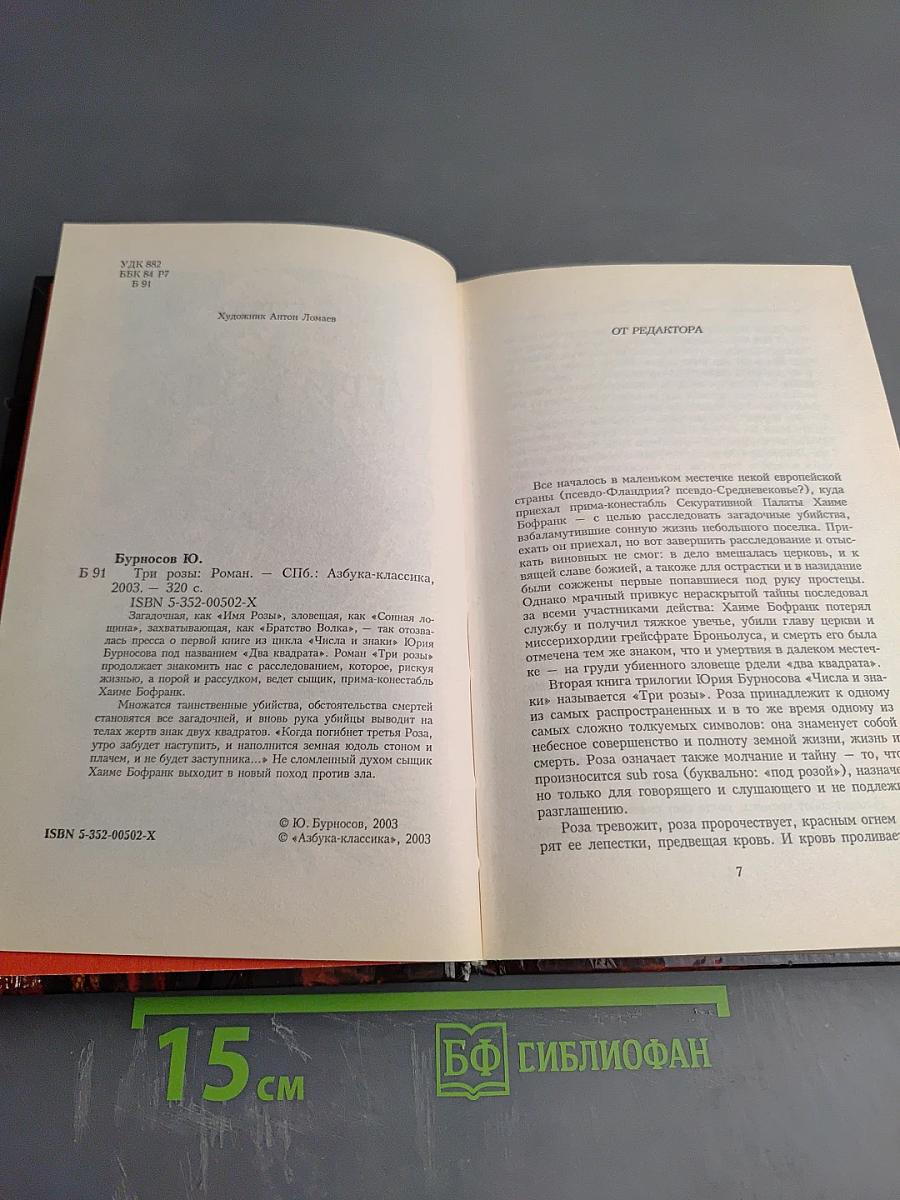 УДК 882
ББК 84 Р7
Б 91
Художник Антон Ломаев
Бурносов Ю.
Б 91 Три розы: Роман. — СПб.: Азбука-классика,
2003. — 320 с.
ISBN 5-352-00502-X
Загадочная, как «Имя Розы», зловещая, как «Сонная ло-
щина», захватывающая, как «Братство Волка», — так отозва-
лась пресса о первой книге из цикла «Числа и знаки» Юрия
Бурносова под названием «Два квадрата». Роман «Три розы»
продолжает знакомить нас с расследованием, которое, рискуя
жизнью, а порой и рассудком, ведет сыщик, прима-конестабль
Хаиме Бофранк.
Множатся таинственные убийства, обстоятельства смертей
становятся все загадочней, и вновь рука убийцы выводит на
телах жертв знак двух квадратов. «Когда погибнет третья Роза,
утро забудет наступить, и наполнится земная юдоль стоном и
плачем, и не будет заступника...» Не сломленный духом сыщик
Хаиме Бофранк выходит в новый поход против зла.
© Ю. Бурносов, 2003
ISBN 5-352-00502-X
© «Азбука-классика», 2003
ОТ РЕДАКТОРА
Все началось в маленьком местечке некой европейской
страны (псевдо-Фландрия? псевдо-Средневековье?), куда
приехал прима-конестабль Секуративной Палаты Хаиме
Бофранк — с целью расследовать загадочные убийства,
взбаламутившие сонную жизнь небольшого поселка. При-
ехать он приехал, но вот завершить расследование и отыс-
кать виновных не смог: в дело вмешалась церковь, и к
вящей славе божией, а такоже для острастки и в назидание
были сожжены первые попавшиеся под руку простецы.
Однако мрачный привкус нераскрытой тайны последовал
за всеми участниками действа: Хаиме Бофранк потерял
службу и получил тяжкое увечье, убили главу церкви и
миссерихордии грейсфрате Броньолуса, и смерть его была
отмечена тем же знаком, что и умертвия в далеком местеч-
ке — на груди убиенного зловеще рдели «два квадрата».
Вторая книга трилогии Юрия Бурносова «Числа и зна-
ки» называется «Три розы». Роза принадлежит к одному
из самых распространенных и в то же время одному из
самых сложно толкуемых символов: она знаменует собой
небесное совершенство и полноту земной жизни, жизнь и
смерть. Роза означает также молчание и тайну — то, что
произносится sub rosa (буквально: «под розой»), назначе
но только для говорящего и слушающего и не подлежи
разглашению.
Роза тревожит, роза пророчествует, красным огнем
рят ее лепестки, предвещая кровь. И кровь проливает
7
15 см
БФ БИБЛИОФАН